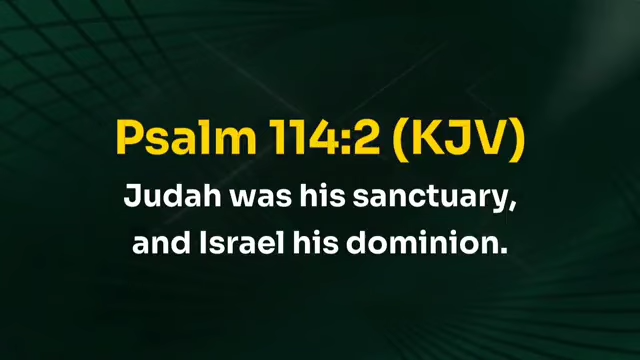 Psalm 114:2 (KJV)
Judah was his sanctuary,
and Israel his dominion.